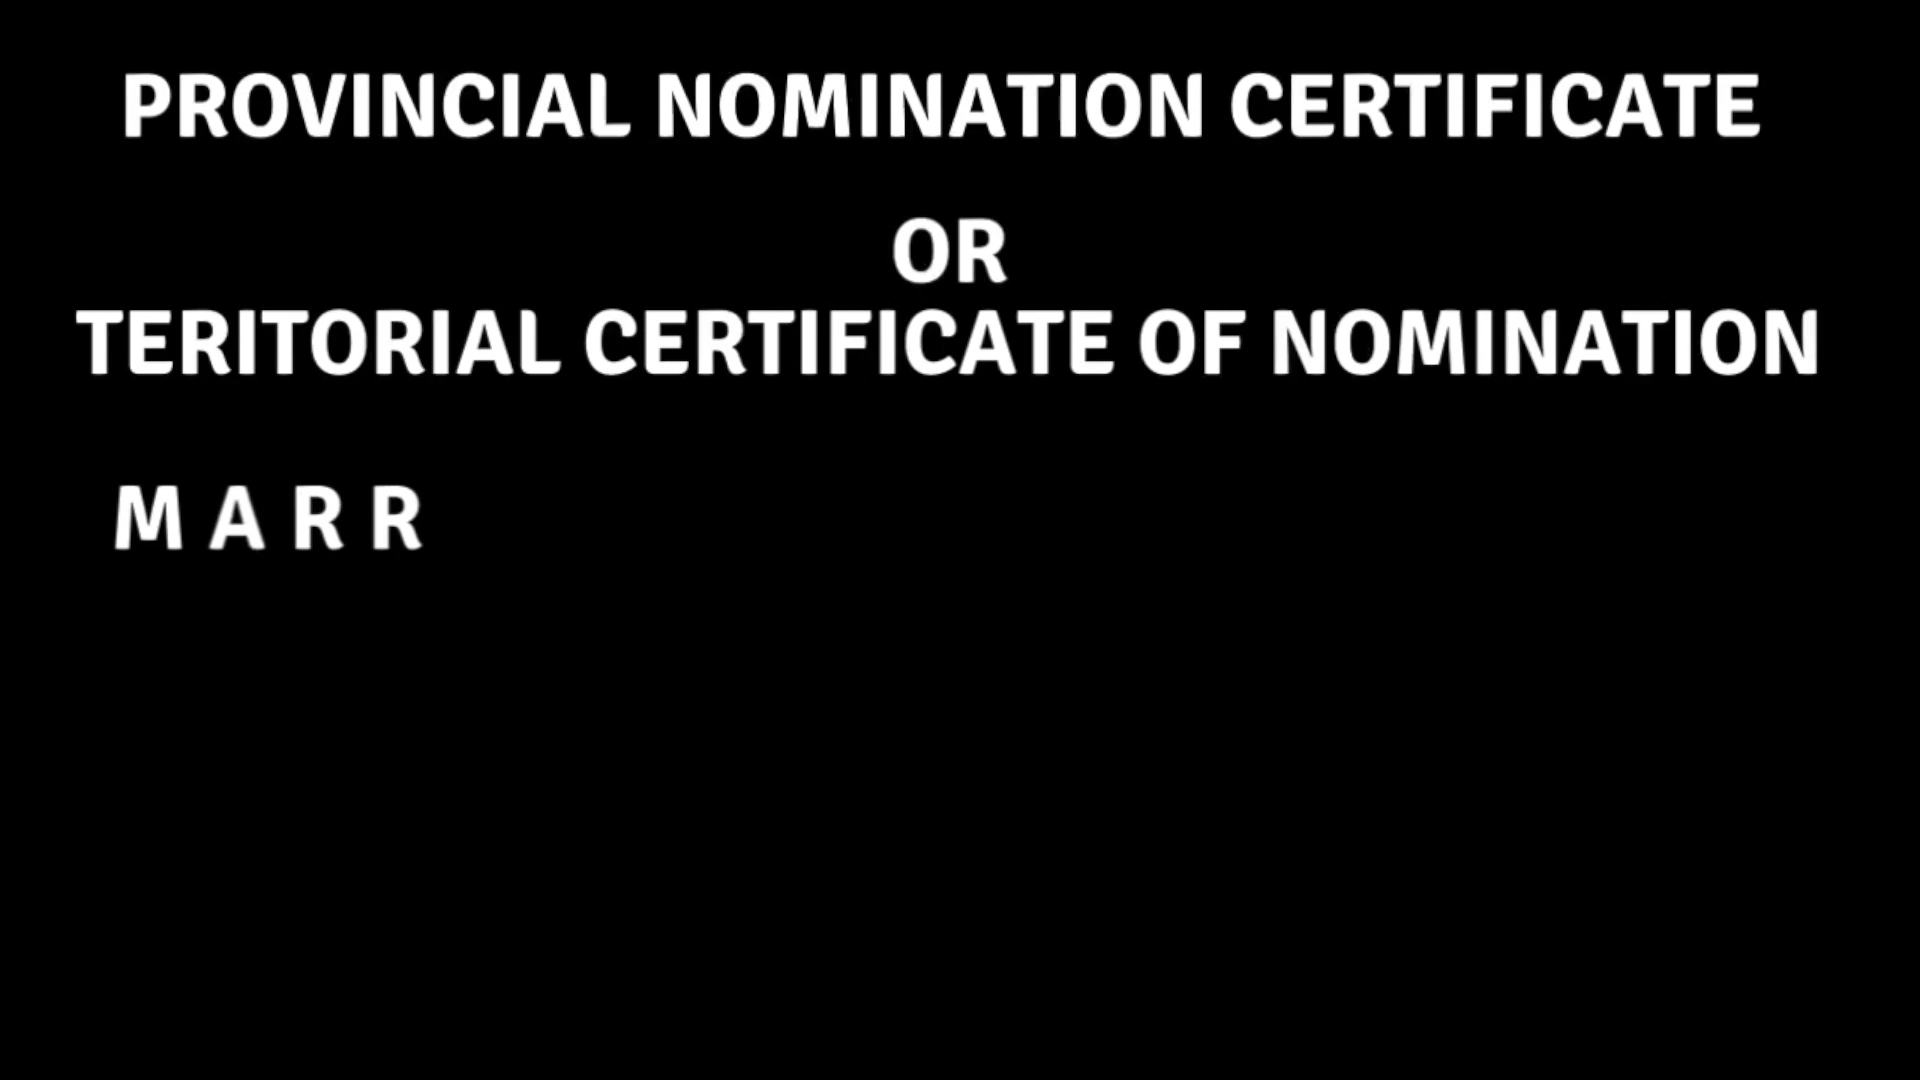 PROVINCIAL NOMINATION CERTIFICATE
OR
TERITORIAL CERTIFICATE OF NOMINATION
M A R R